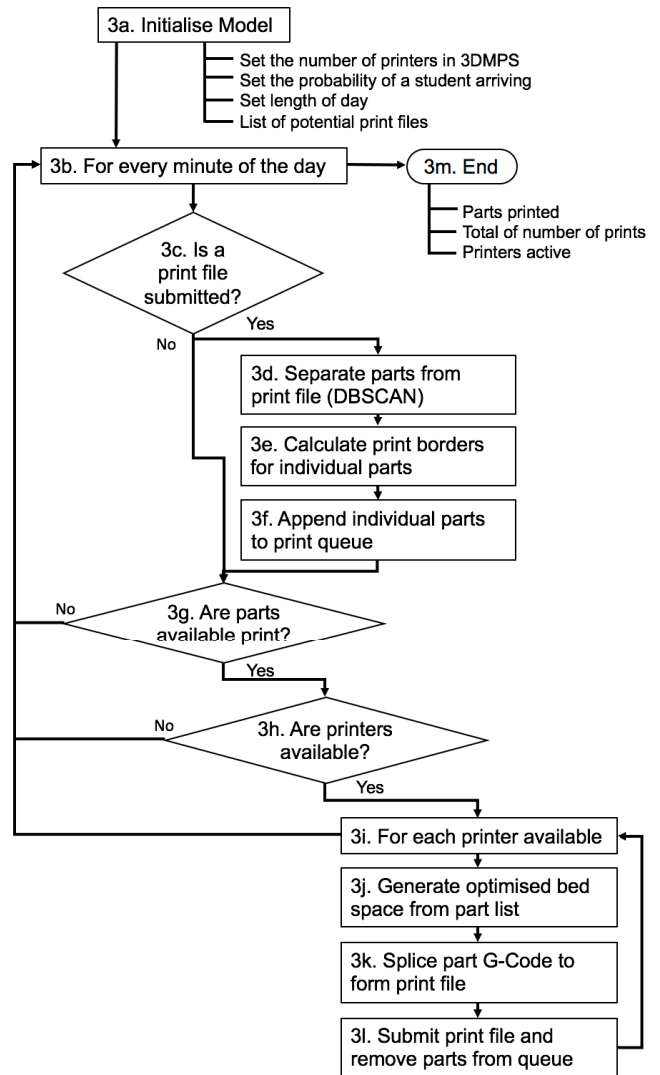 3a. Initialise Model
Set the number of printers in 3DMPS
Set the probability of a student arriving
Set length of day
List of potential print files
3b. For every minute of the day
3m. End
Parts printed
Total of number of prints
Printers active
3c. Is a
print file
submitted?
Yes
No
3d. Separate parts from
print file (DBSCAN)
3e. Calculate print borders
for individual parts
3f. Append individual parts
to print queue
No
3g. Are parts
available print?
Yes
No
3h. Are printers
available?
Yes
3i. For each printer available
3j. Generate optimised bed
space from part list
3k. Splice part G-Code to
form print file
3l. Submit print file and
remove parts from queue